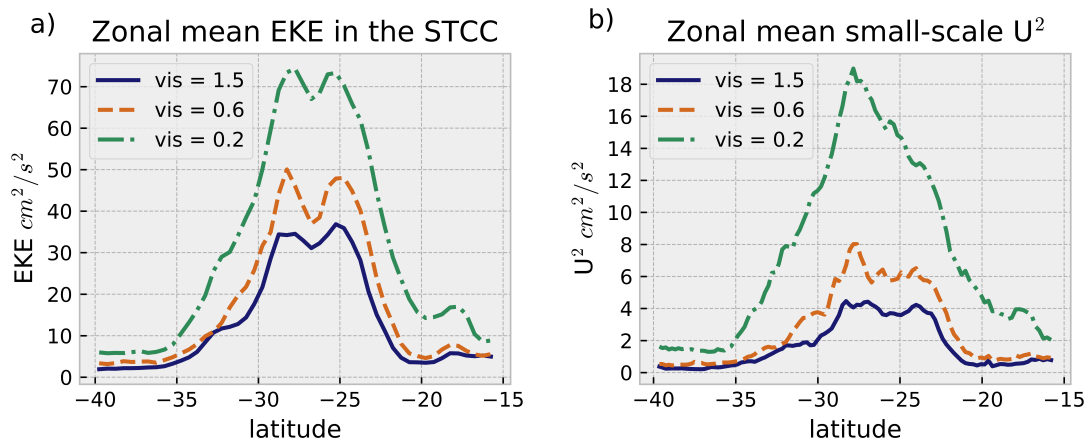 a)
Zonal mean EKE in the STCC
EKE cm²/s²
70
60
50
40
30
20
10
0
vis = 1.5
vis = 0.6
vis = 0.2
−40 −35 −30 −25 −20 −15
latitude
b)
Zonal mean small-scale U²
U² cm²/s²
18
16
14
12
10
8
6
4
2
0
vis = 1.5
vis = 0.6
vis = 0.2
−40 −35 −30 −25 −20 −15
latitude